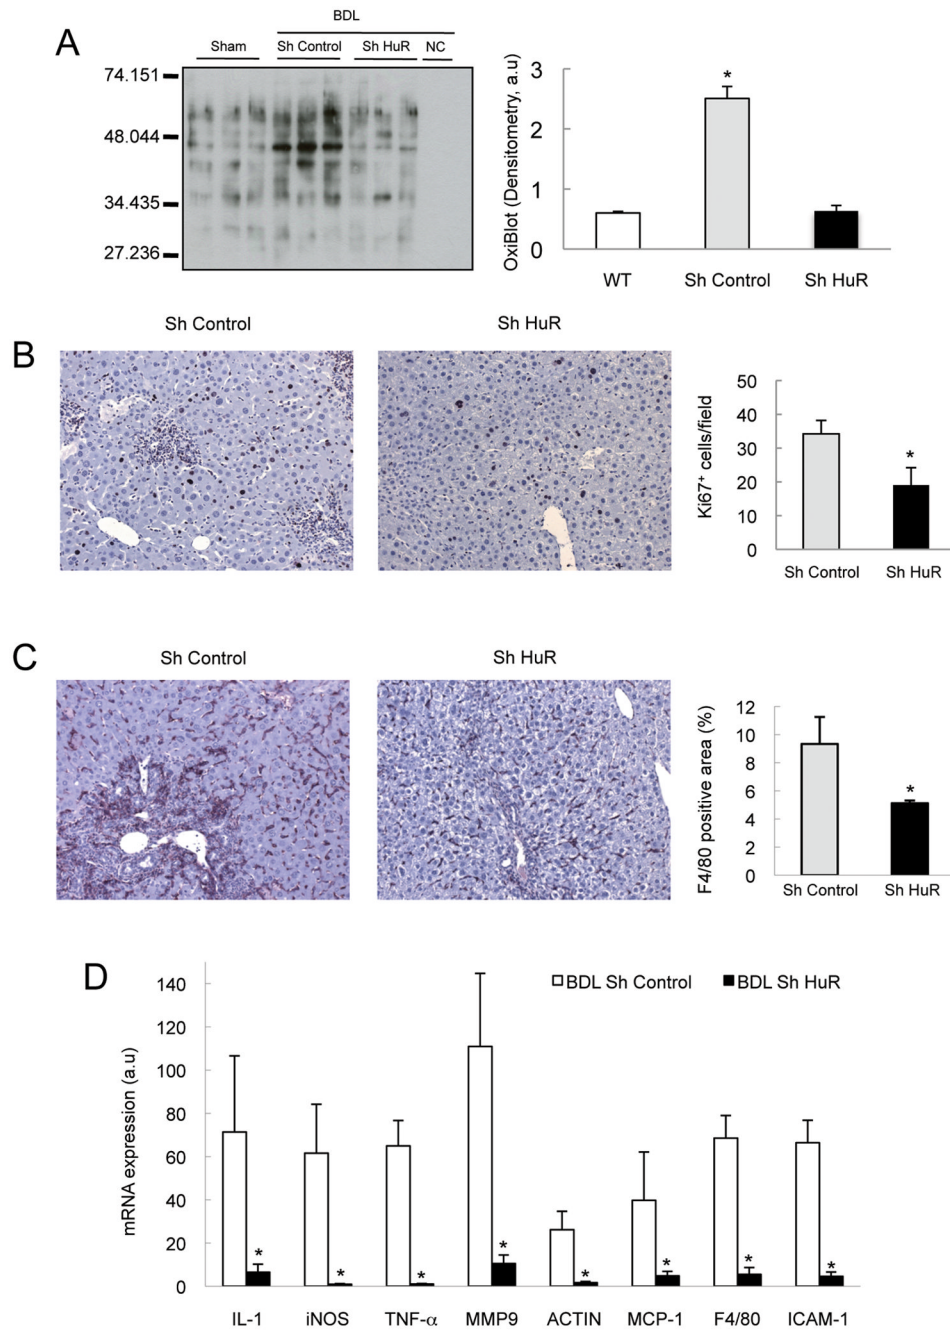 A
BDL
Sham Sh Control Sh HuR NC
74.151
48.044
34.435
27.236
OxiBlot (Densitometry, a.u)
3
2
1
0
*
WT Sh Control Sh HuR
B
Sh Control Sh HuR
Ki67⁺ cells/field
50
40
30
20
10
0
*
Sh Control Sh HuR
C
Sh Control Sh HuR
F4/80 positive area (%)
12
10
8
6
4
2
0
*
Sh Control Sh HuR
D
BDL Sh Control BDL Sh HuR
mRNA expression (a.u)
140
120
100
80
60
40
20
0
* * * * * * * *
IL-1 iNOS TNF-α MMP9 ACTIN MCP-1 F4/80 ICAM-1